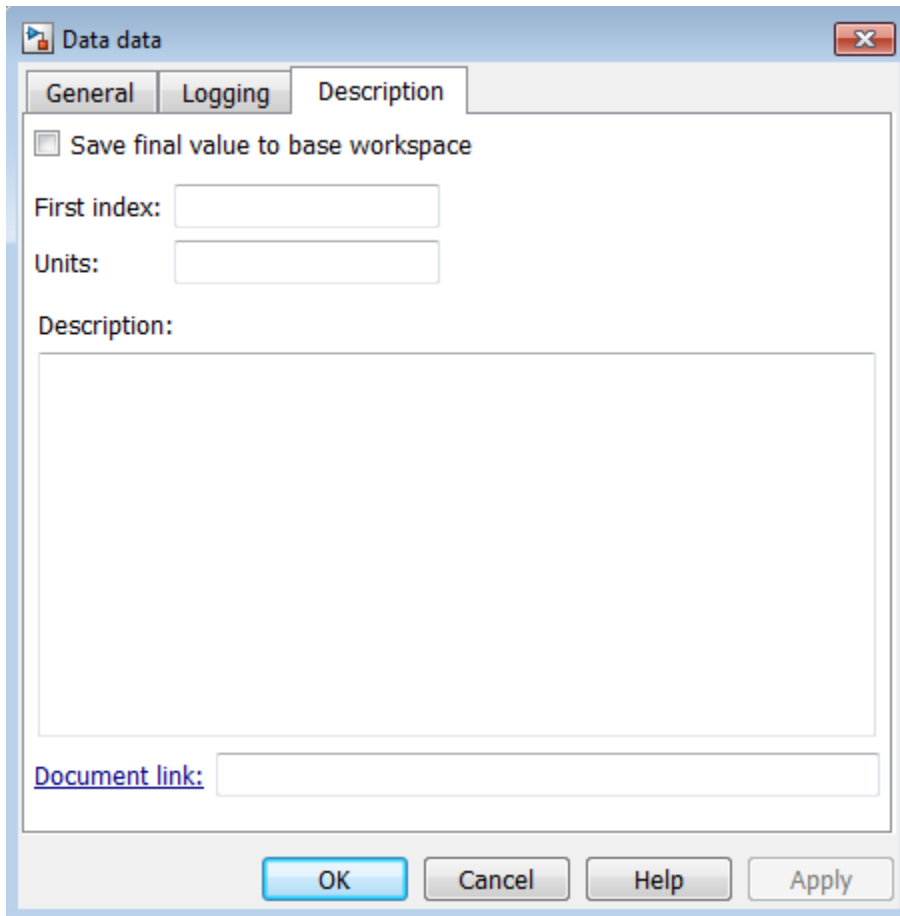 Data data
General Logging Description
Save final value to base workspace
First index:
Units:
Description:
Document link:
OK Cancel Help Apply